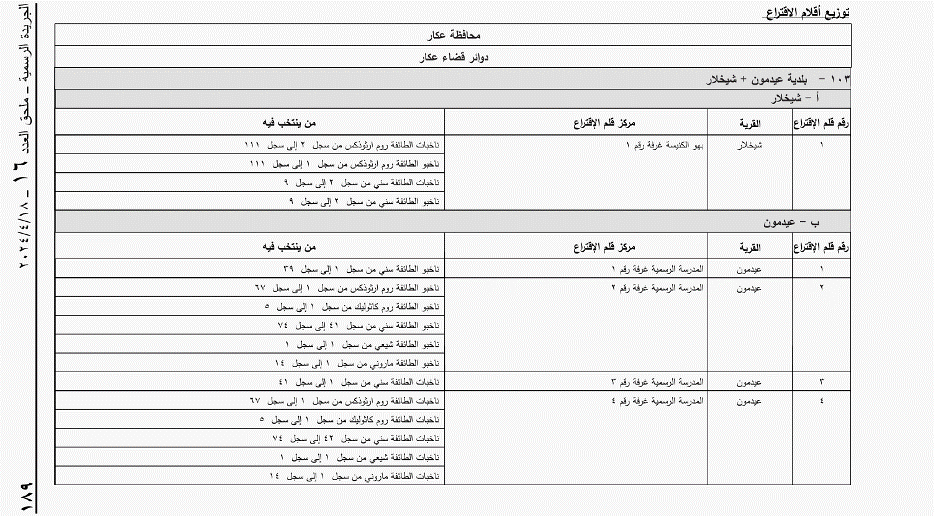 الجريدة الرسمية – ملحق العدد ١٦ – ٢٠٢٤/٤/١٨
توزيع أقلام الاقتراع
محافظة عكار
دوائر قضاء عكار
١٠٣ – بلدية عيدمون + شيخلار
أ – شيخلار
رقم قلم الإقتراع القرية مركز قلم الإقتراع من ينتخب فيه
١ شيخلار بهو الكنيسة غرفة رقم ١ ناخبات الطائفة روم ارثوذكس من سجل ٢ إلى سجل ١١١
ناخبو الطائفة روم ارثوذكس من سجل ١ إلى سجل ١١١
ناخبات الطائفة سني من سجل ٢ إلى سجل ٩
ناخبو الطائفة سني من سجل ٢ إلى سجل ٩
ب – عيدمون
رقم قلم الإقتراع القرية مركز قلم الإقتراع من ينتخب فيه
١ عيدمون المدرسة الرسمية غرفة رقم ١ ناخبو الطائفة سني من سجل ١ إلى سجل ٣٩
٢ عيدمون المدرسة الرسمية غرفة رقم ٢ ناخبو الطائفة روم ارثوذكس من سجل ١ إلى سجل ٦٧
ناخبو الطائفة روم كاثوليك من سجل ١ إلى سجل ٥
ناخبو الطائفة سني من سجل ٤١ إلى سجل ٧٤
ناخبو الطائفة شيعي من سجل ١ إلى سجل ١
ناخبو الطائفة ماروني من سجل ١ إلى سجل ١٤
٣ عيدمون المدرسة الرسمية غرفة رقم ٣ ناخبات الطائفة سني من سجل ١ إلى سجل ٤١
٤ عيدمون المدرسة الرسمية غرفة رقم ٤ ناخبات الطائفة روم ارثوذكس من سجل ١ إلى سجل ٦٧
ناخبات الطائفة روم كاثوليك من سجل ١ إلى سجل ٥
ناخبات الطائفة سني من سجل ٤٢ إلى سجل ٧٤
ناخبات الطائفة شيعي من سجل ١ إلى سجل ١
ناخبات الطائفة ماروني من سجل ١ إلى سجل ١٤
١٨٩